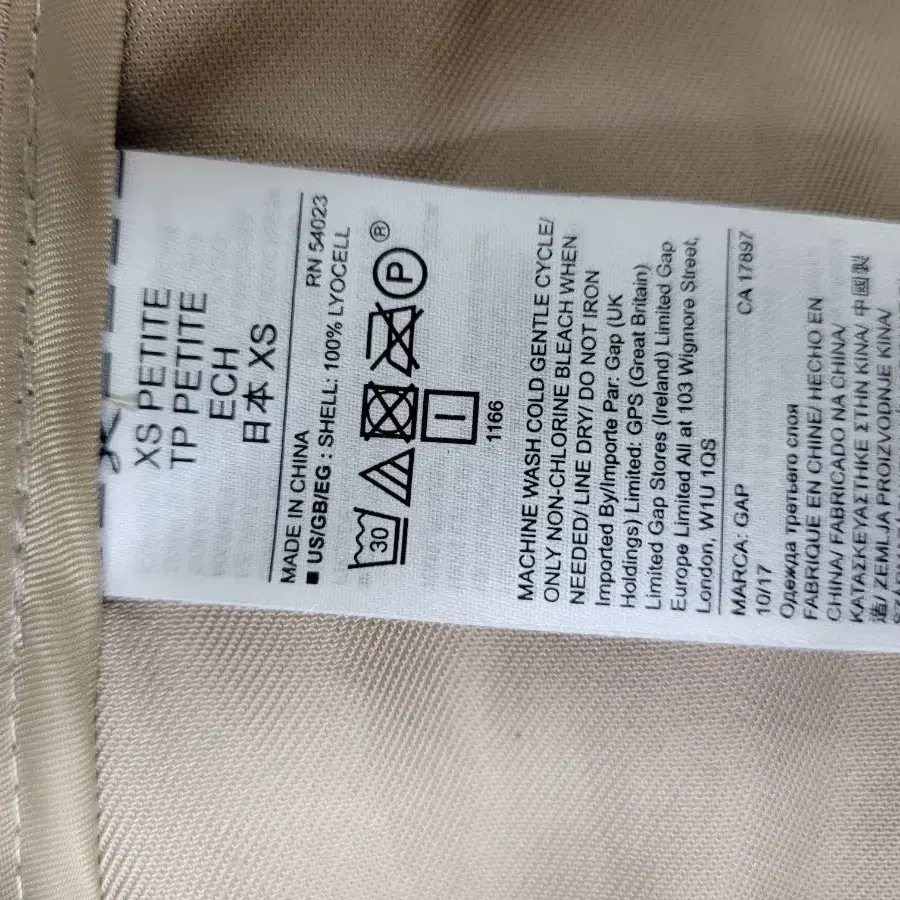 XS PETITE
TP PETITE
ECH
日本 XS
MADE IN CHINA
RN 54023
■ US/GB/EG : SHELL: 100% LYOCELL
30
P
®
1166
MACHINE WASH COLD GENTLE CYCLE/
ONLY NON-CHLORINE BLEACH WHEN
NEEDED/ LINE DRY/ DO NOT IRON
Imported By/Importe Par: Gap (UK
Holdings) Limited: GPS (Great Britain)
Limited Gap Stores (Ireland) Limited Gap
Europe Limited All at 103 Wigmore Street,
London, W1U 1QS
MARCA: GAP
CA 17897
10/17
Одежда третьего слоя
FABRIQUE EN CHINE/ HECHO EN
CHINA/ FABRICADO NA CHINA/
ΚΑΤΑΣΚΕΥΑΣΤΗΚΕ ΣΤΗΝ ΚΙΝΑ/ 中國製
造/ ZEMLJA PROIZVODNJE KINA/